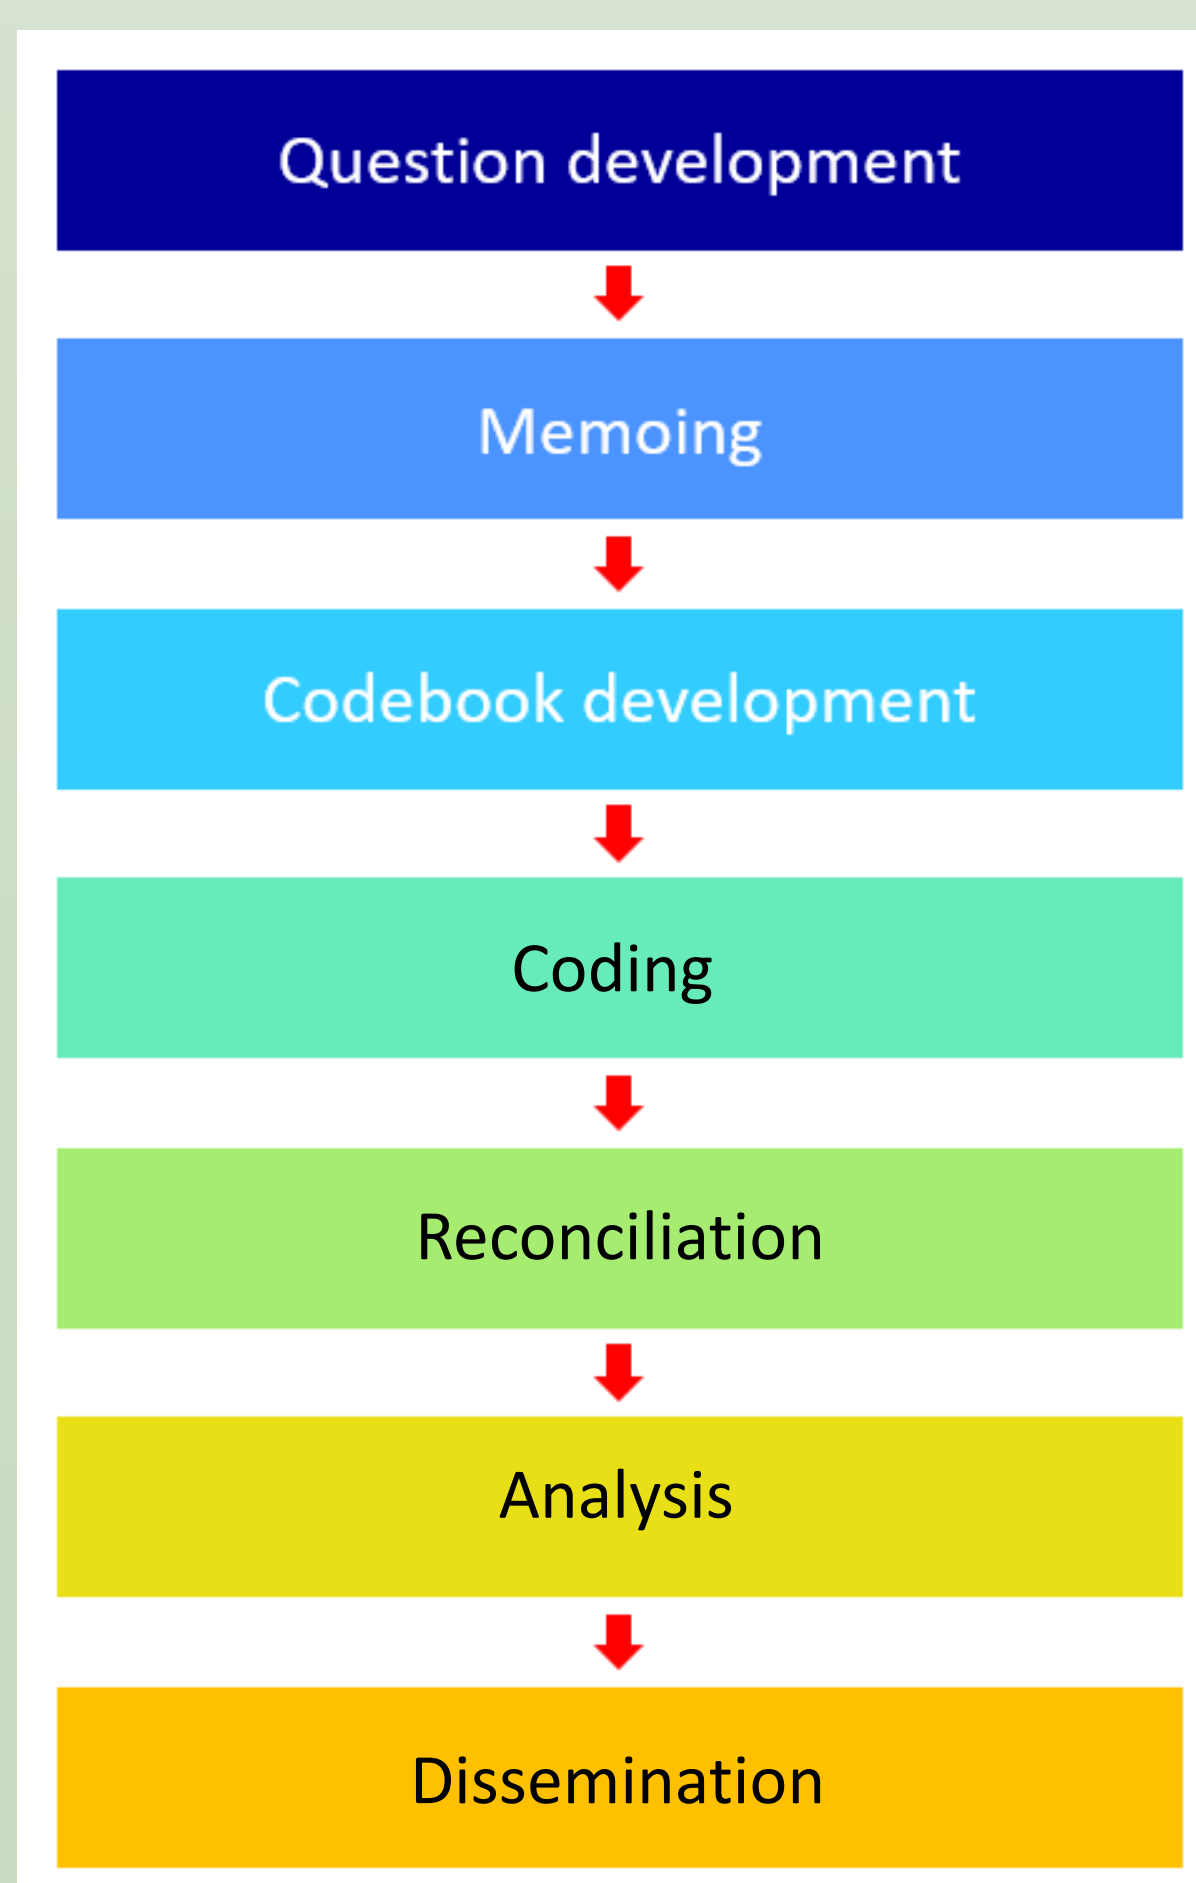 Question development
Memoing
Codebook development
Coding
Reconciliation
Analysis
Dissemination